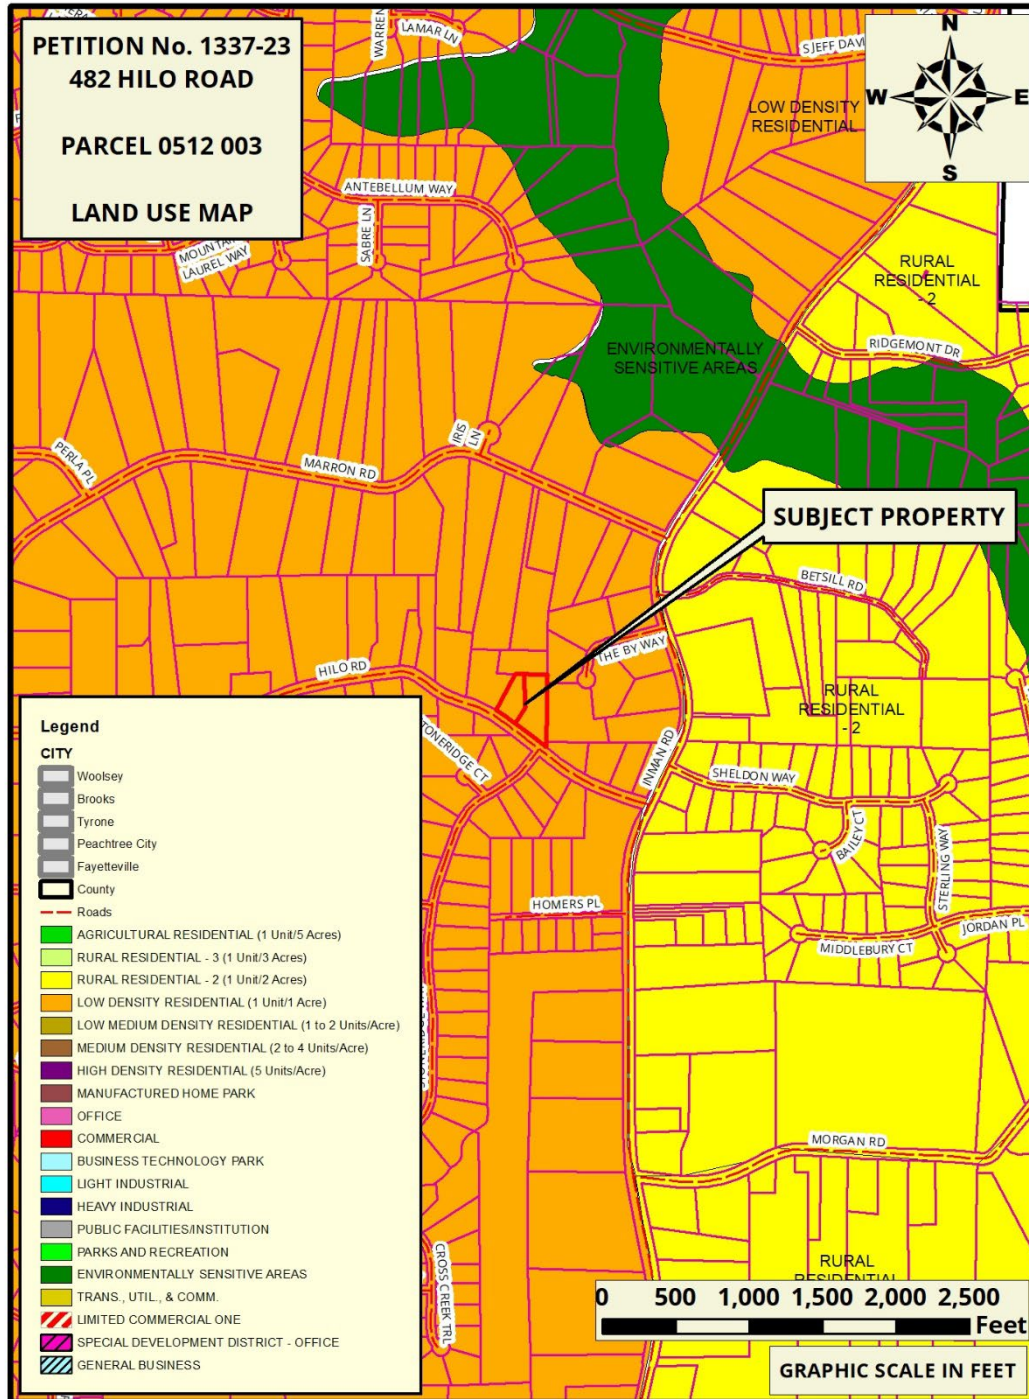 PETITION No. 1337-23
482 HILO ROAD
PARCEL 0512 003
LAND USE MAP
WARREN
LAMAR LN
S JEFF DAVI
N
W
E
S
LOW DENSITY
RESIDENTIAL
ANTEBELLUM WAY
SABRE LN
MOUNTAI
LAUREL WAY
RURAL
RESIDENTIAL
- 2
RIDGEMONT DR
ENVIRONMENTALLY
SENSITIVE AREAS
IRIS
LN
PERLA PL
MARRON RD
SUBJECT PROPERTY
BETSILL RD
THE BY WAY
HILO RD
RURAL
RESIDENTIAL
- 2
INMAN RD
SHELDON WAY
BAILEY CT
STERLING WAY
HOMERS PL
JORDAN PL
MIDDLEBURY CT
MORGAN RD
CROSS CREEK TRL
RURAL
RESIDENTIAL
Legend
CITY
Woolsey
Brooks
Tyrone
Peachtree City
Fayetteville
County
Roads
AGRICULTURAL RESIDENTIAL (1 Unit/5 Acres)
RURAL RESIDENTIAL - 3 (1 Unit/3 Acres)
RURAL RESIDENTIAL - 2 (1 Unit/2 Acres)
LOW DENSITY RESIDENTIAL (1 Unit/1 Acre)
LOW MEDIUM DENSITY RESIDENTIAL (1 to 2 Units/Acre)
MEDIUM DENSITY RESIDENTIAL (2 to 4 Units/Acre)
HIGH DENSITY RESIDENTIAL (5 Units/Acre)
MANUFACTURED HOME PARK
OFFICE
COMMERCIAL
BUSINESS TECHNOLOGY PARK
LIGHT INDUSTRIAL
HEAVY INDUSTRIAL
PUBLIC FACILITIES/INSTITUTION
PARKS AND RECREATION
ENVIRONMENTALLY SENSITIVE AREAS
TRANS., UTIL., & COMM.
LIMITED COMMERCIAL ONE
SPECIAL DEVELOPMENT DISTRICT - OFFICE
GENERAL BUSINESS
0 500 1,000 1,500 2,000 2,500
Feet
GRAPHIC SCALE IN FEET